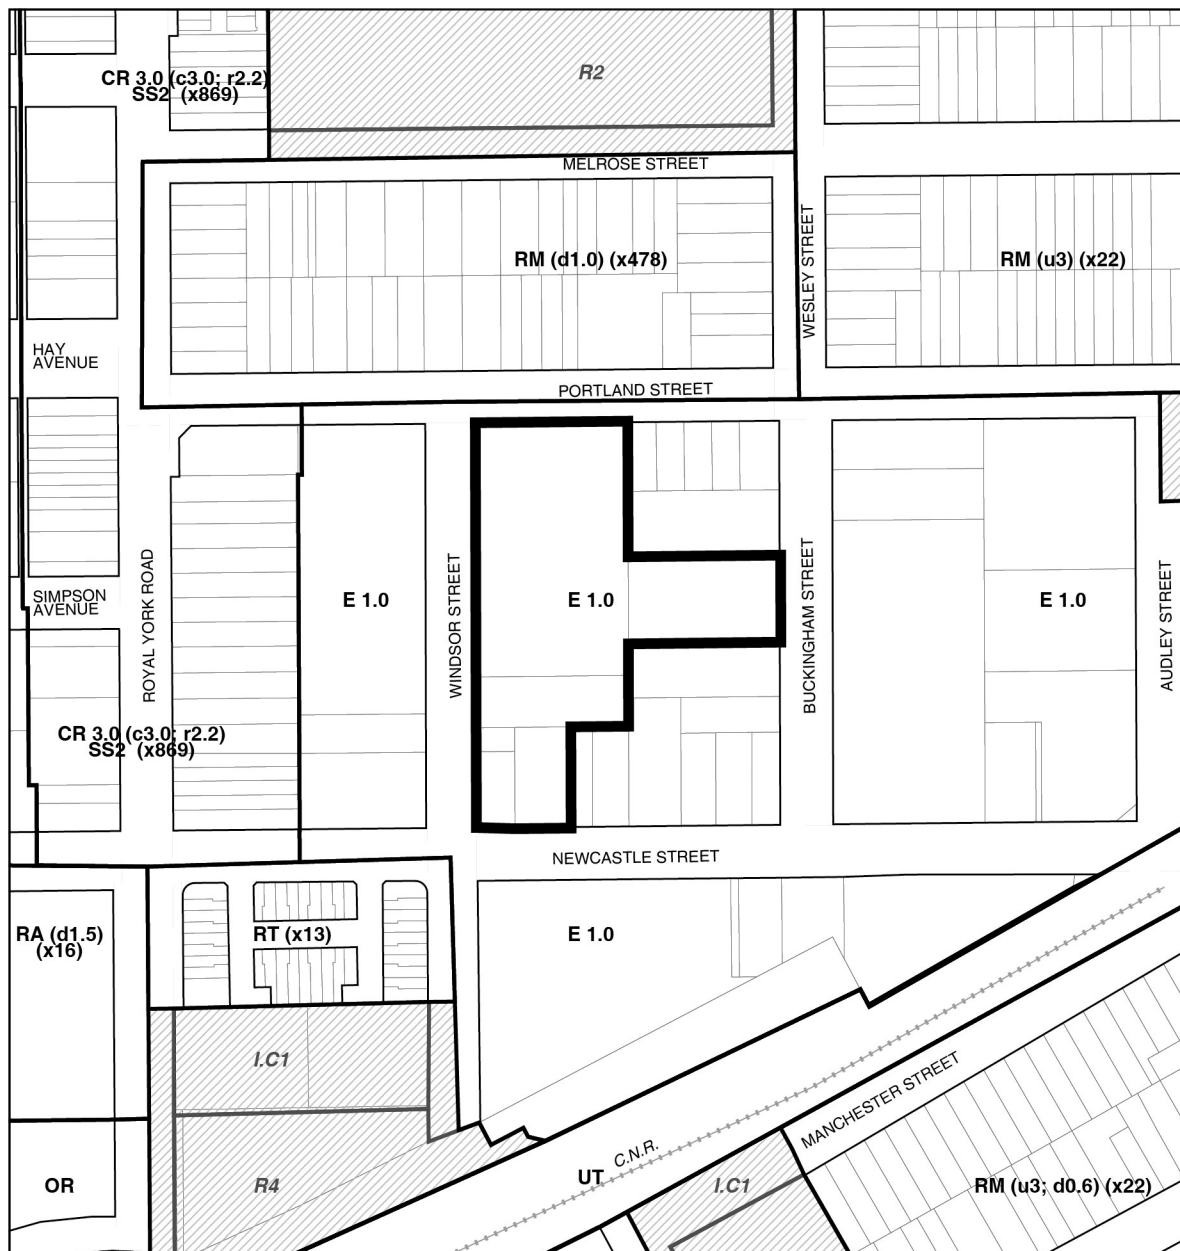 R2
CR 3.0 (c3.0; r2.2)
SS2 (x869)
MELROSE STREET
WESLEY STREET
RM (d1.0) (x478)
RM (u3) (x22)
HAY
AVENUE
PORTLAND STREET
SIMPSON
AVENUE
ROYAL YORK ROAD
E 1.0
WINDSOR STREET
E 1.0
BUCKINGHAM STREET
E 1.0
AUDLEY STREET
CR 3.0 (c3.0; r2.2)
SS2 (x869)
NEWCASTLE STREET
RA (d1.5)
(x16)
RT (x13)
E 1.0
I.C1
MANCHESTER STREET
C.N.R.
OR
R4
UT
I.C1
RM (u3; d0.6) (x22)